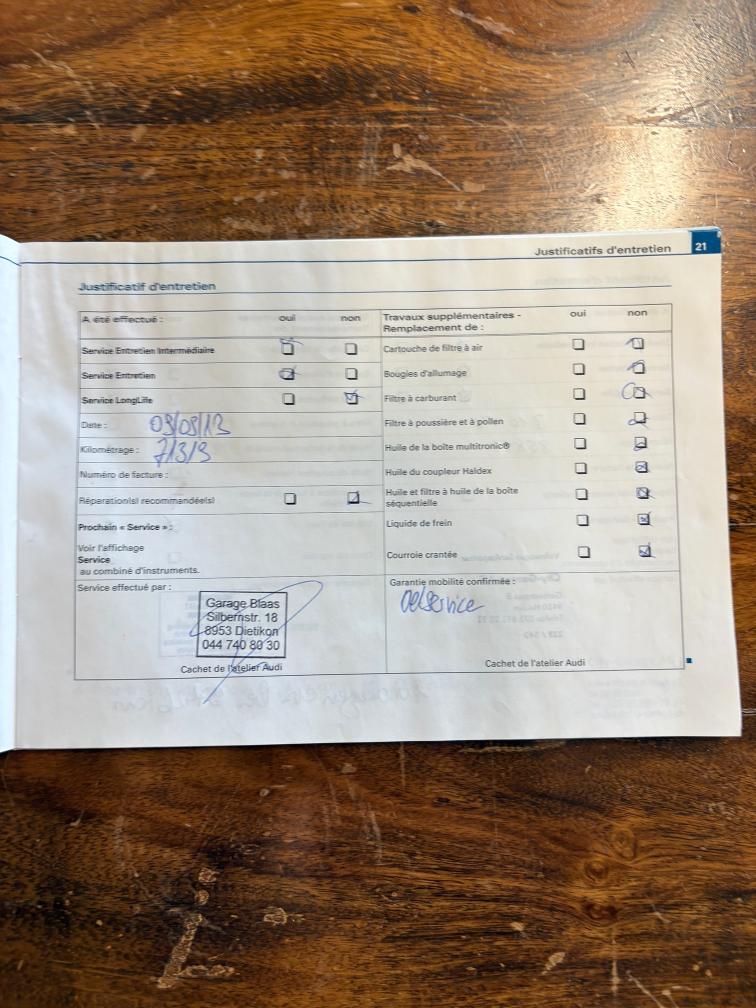 Justificatifs d'entretien 21
Justificatif d'entretien
A été effectué : oui non
Service Entretien Intermédiaire
Service Entretien
Service LongLife
Date : 09/08/13
Kilométrage : 71319
Numéro de facture :
Réparation(s) recommandée(s)
Prochain « Service » :
Voir l'affichage
Service
au combiné d'instruments.
Service effectué par :
Garage Blaas
Silbernstr. 18
8953 Dietikon
044 740 80 30
Cachet de l'atelier Audi
Travaux supplémentaires - oui non
Remplacement de :
Cartouche de filtre à air
Bougies d'allumage
Filtre à carburant
Filtre à poussière et à pollen
Huile de la boîte multitronic®
Huile du coupleur Haldex
Huile et filtre à huile de la boîte
séquentielle
Liquide de frein
Courroie crantée
Garantie mobilité confirmée :
Oelservice
Cachet de l'atelier Audi